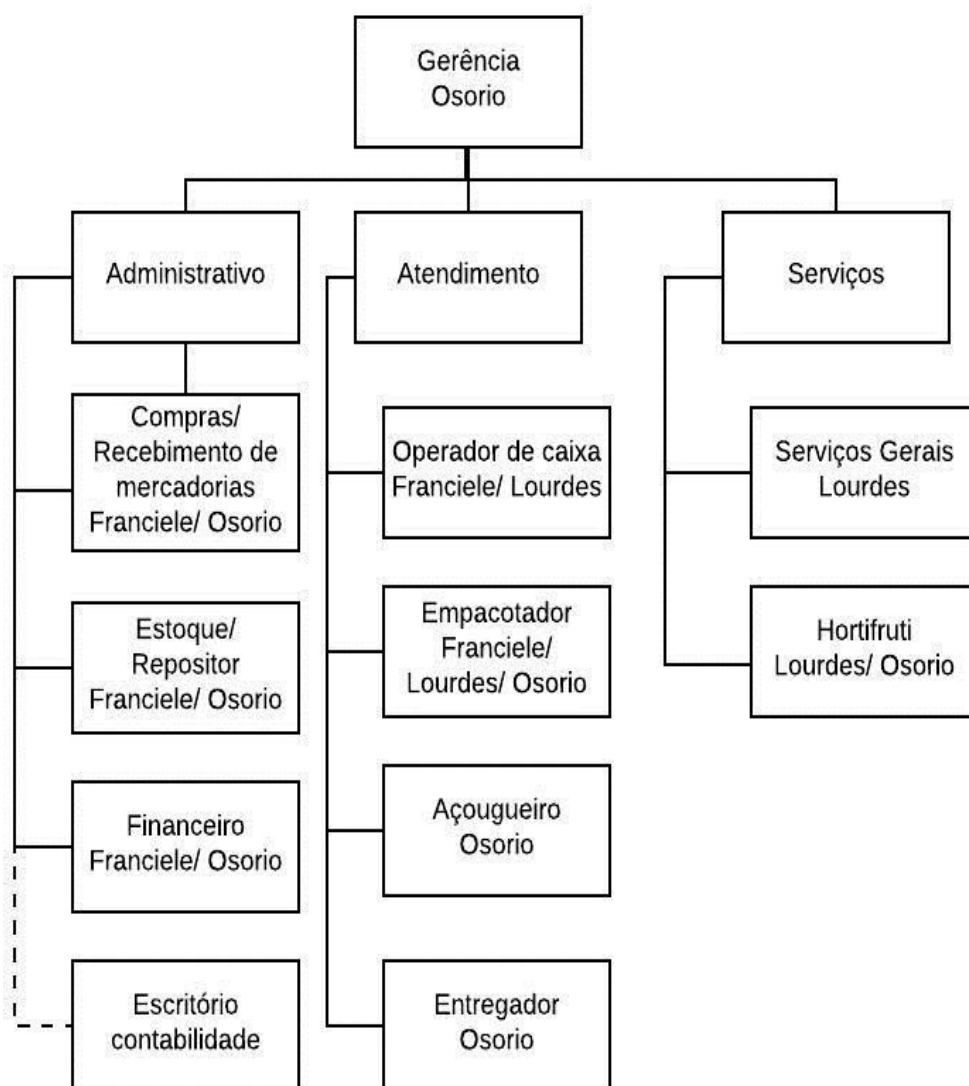 Gerência
Osorio
Administrativo
Atendimento
Serviços
Compras/
Recebimento de
mercadorias
Franciele/ Osorio
Estoque/
Repositor
Franciele/ Osorio
Financeiro
Franciele/ Osorio
Escritório
contabilidade
Operador de caixa
Franciele/ Lourdes
Empacotador
Franciele/
Lourdes/ Osorio
Açougueiro
Osorio
Entregador
Osorio
Serviços Gerais
Lourdes
Hortifruti
Lourdes/ Osorio